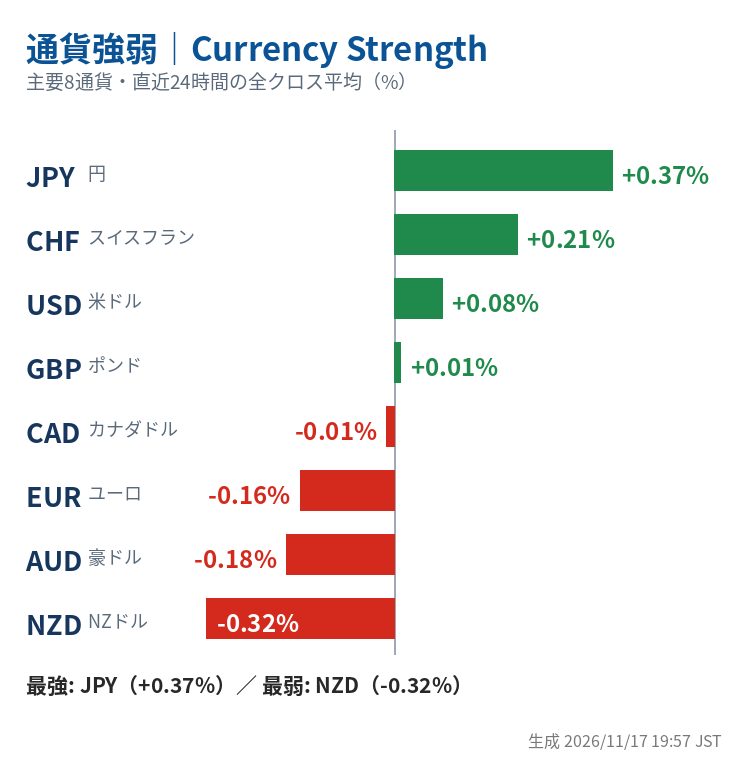 通貨強弱｜Currency Strength
主要8通貨・直近24時間の全クロス平均（%）
JPY 円 +0.37%
CHF スイスフラン +0.21%
USD 米ドル +0.08%
GBP ポンド +0.01%
CAD カナダドル -0.01%
EUR ユーロ -0.16%
AUD 豪ドル -0.18%
NZD NZドル -0.32%
最強: JPY（+0.37%）／ 最弱: NZD（-0.32%）
生成 2026/11/17 19:57 JST